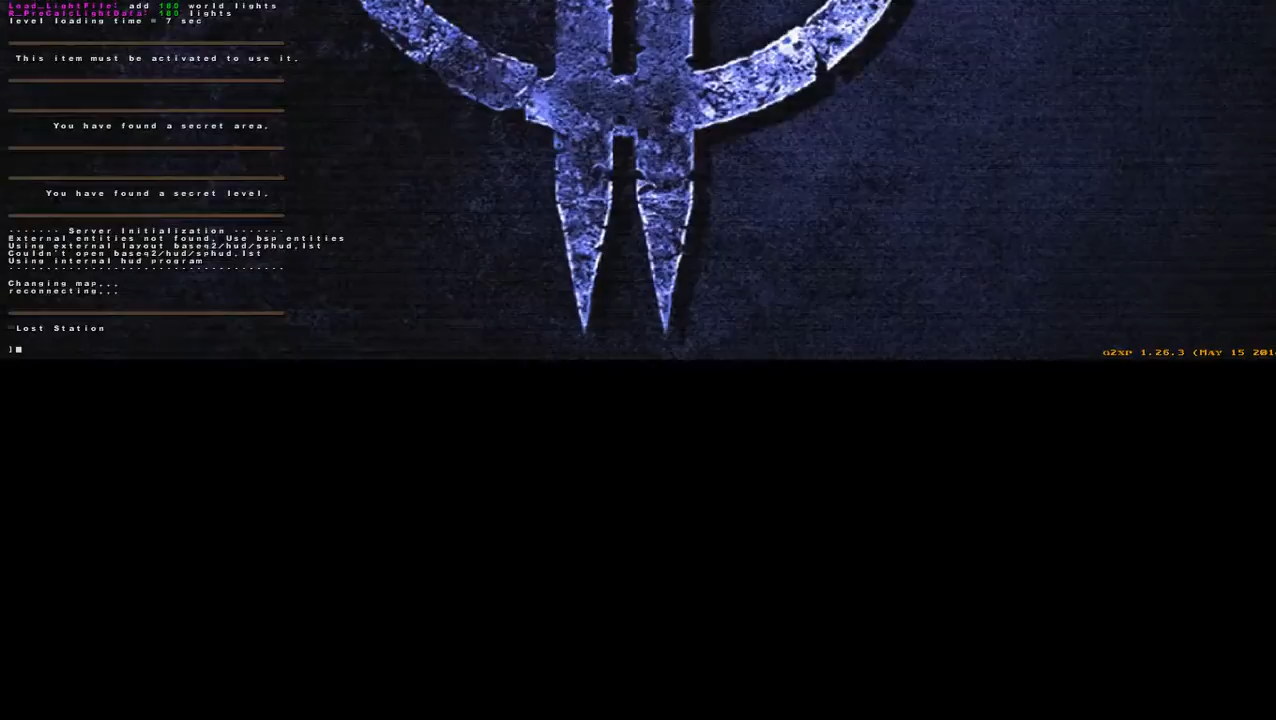 Load_LightFile: add 180 world lights
R_PreCalcLightData: 180 lights
level loading time = 7 sec
This item must be activated to use it.
You have found a secret area.
You have found a secret level.
------- Server Initialization -------
External entities not found. Use bsp entities
Using external layout baseq2/hud/sphud.lst
Couldn't open baseq2/hud/sphud.lst
Using internal hud program
-------------------------------------
Changing map...
reconnecting...
Lost Station
]
q2xp 1.26.3 (May 15 201